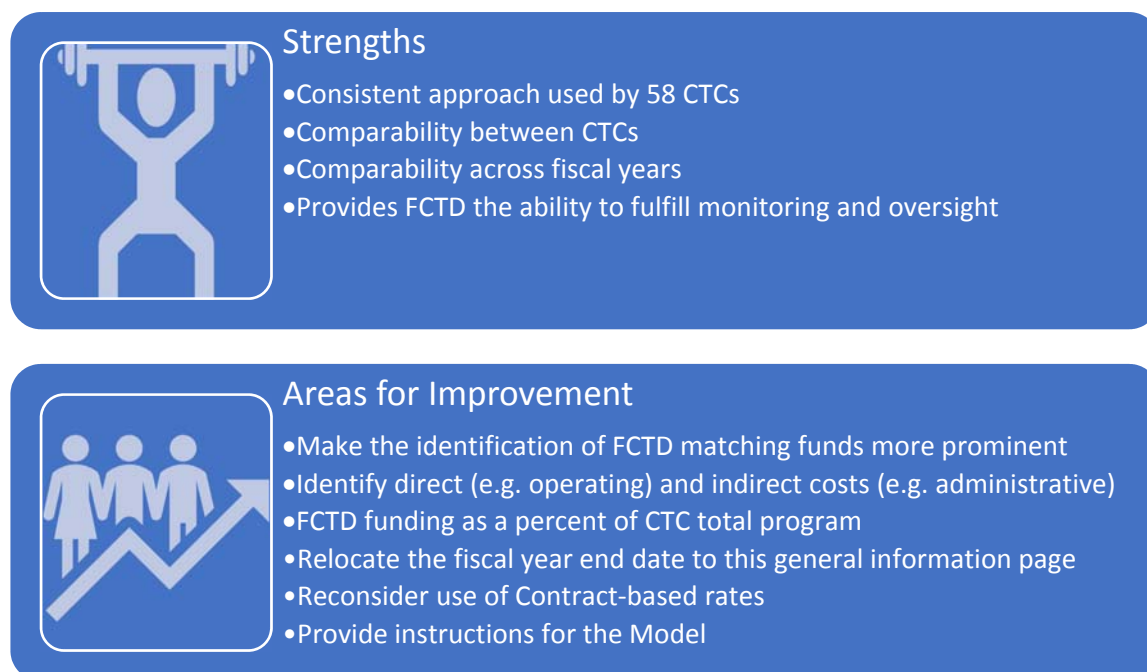 Strengths
•Consistent approach used by 58 CTCs
•Comparability between CTCs
•Comparability across fiscal years
•Provides FCTD the ability to fulfill monitoring and oversight
Areas for Improvement
•Make the identification of FCTD matching funds more prominent
•Identify direct (e.g. operating) and indirect costs (e.g. administrative)
•FCTD funding as a percent of CTC total program
•Relocate the fiscal year end date to this general information page
•Reconsider use of Contract-based rates
•Provide instructions for the Model